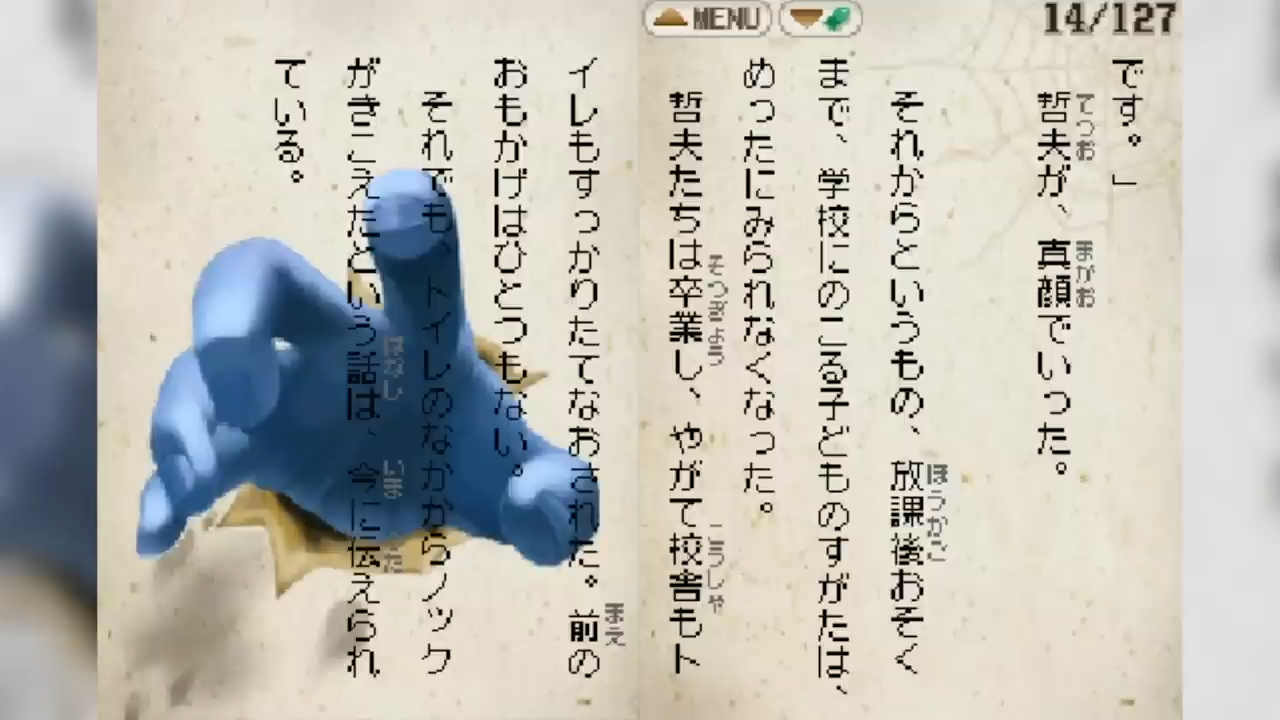 MENU
14/127
です。」
哲夫が、真顔でいった。
それからというもの、放課後おそく
まで、学校にのこる子どものすがたは、
めったにみられなくなった。
哲夫たちは卒業し、やがて校舎もト
イレもすっかりたてなおされた。前の
おもかげはひとつもない。
それでも、トイレのなかからノック
がきこえたという話は、今に伝えられ
ている。